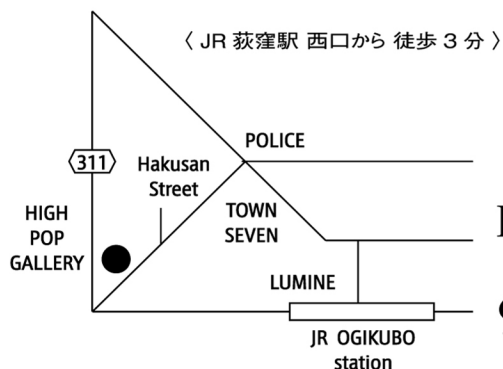 〈 JR 荻窪駅 西口から 徒歩 3 分 〉
POLICE
311
Hakusan
Street
HIGH
POP
GALLERY
TOWN
SEVEN
LUMINE
JR OGIKUBO
station